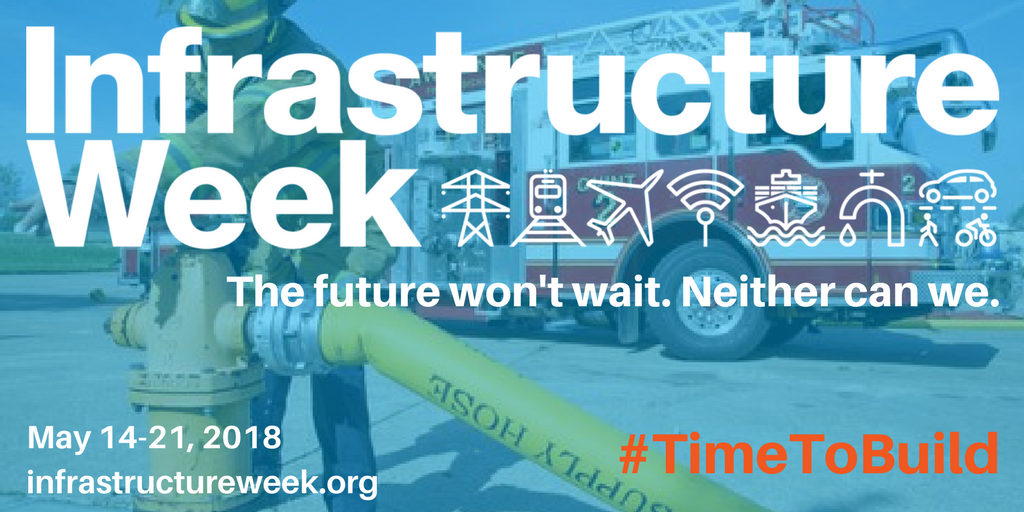 Infrastructure
Week
The future won't wait. Neither can we.
SUPPLY HOSE
May 14-21, 2018
infrastructureweek.org
#TimeToBuild